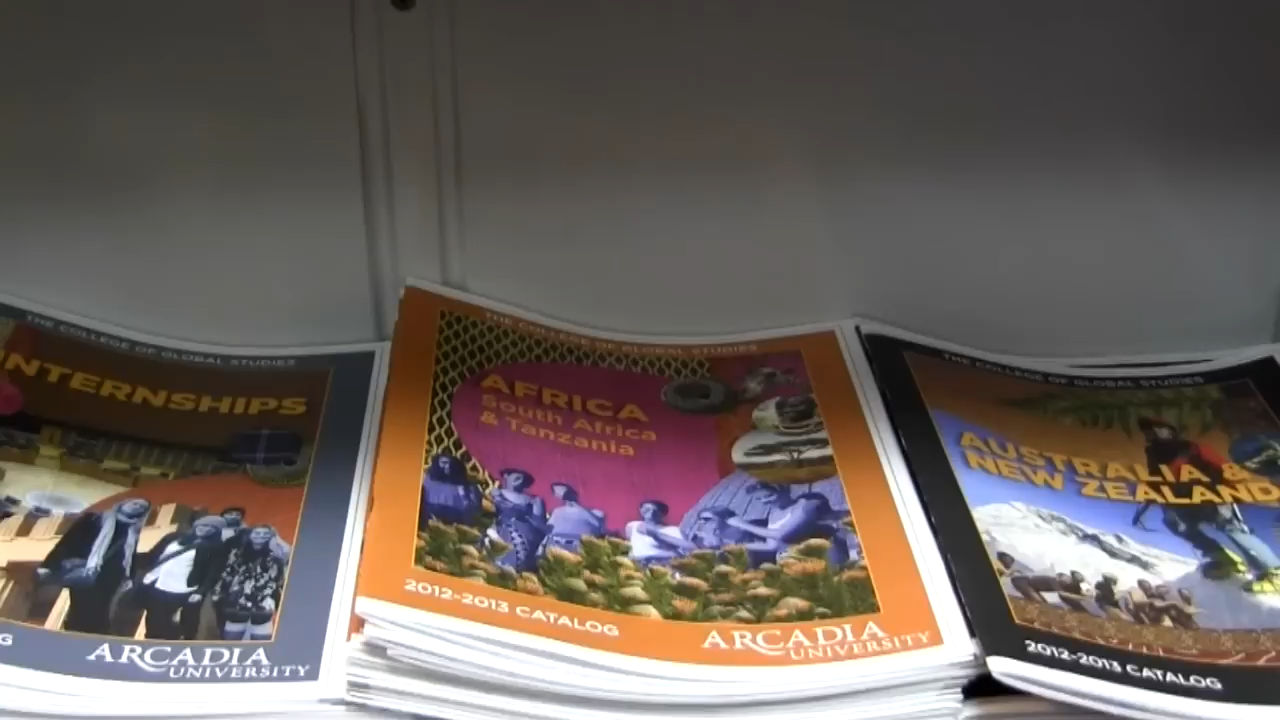 THE COLLEGE OF GLOBAL STUDIES
INTERNSHIPS
G
ARCADIA
UNIVERSITY
THE COLLEGE OF GLOBAL STUDIES
AFRICA
South Africa
& Tanzania
2012-2013 CATALOG
ARCADIA
UNIVERSITY
THE COLLEGE OF GLOBAL STUDIES
AUSTRALIA &
NEW ZEALAND
2012-2013 CATALOG